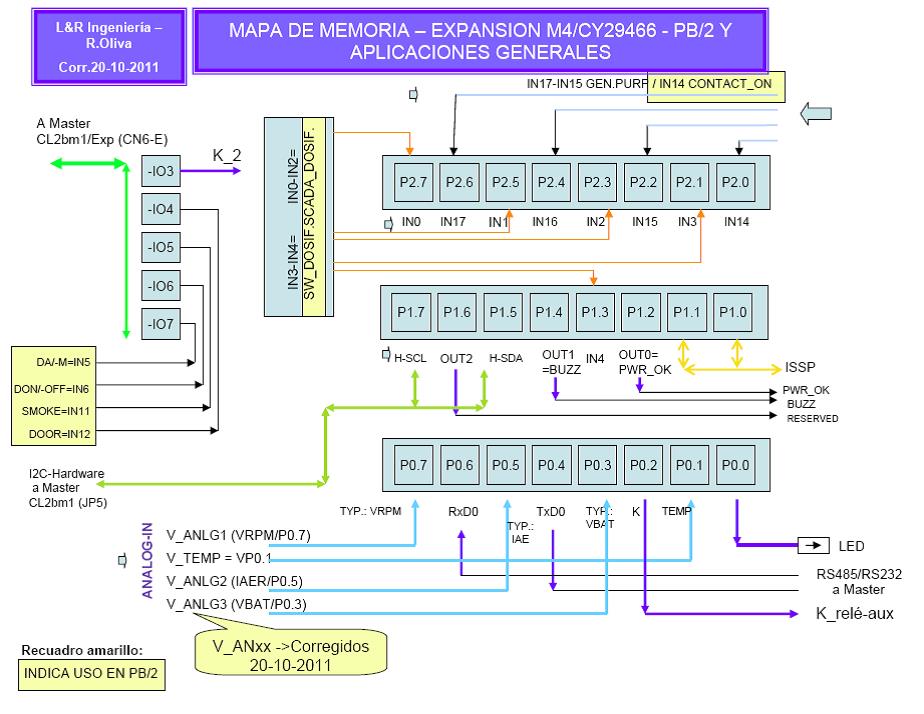 L&R Ingeniería –
R.Oliva
Corr.20-10-2011
MAPA DE MEMORIA – EXPANSION M4/CY29466 - PB/2 Y
APLICACIONES GENERALES
IN17-IN15 GEN.PURP / IN14 CONTACT_ON
A Master
CL2bm1/Exp (CN6-E)
K_2
-IO3
-IO4
-IO5
-IO6
-IO7
IN0-IN2=
IN3-IN4=
SW_DOSIF.SCADA_DOSIF.
P2.7 P2.6 P2.5 P2.4 P2.3 P2.2 P2.1 P2.0
IN0 IN17 IN1 IN16 IN2 IN15 IN3 IN14
P1.7 P1.6 P1.5 P1.4 P1.3 P1.2 P1.1 P1.0
H-SCL OUT2 H-SDA OUT1 IN4 OUT0= ISSP
=BUZZ PWR_OK
PWR_OK
BUZZ
RESERVED
DA/-M=IN5
DON/-OFF=IN6
SMOKE=IN11
DOOR=IN12
P0.7 P0.6 P0.5 P0.4 P0.3 P0.2 P0.1 P0.0
I2C-Hardware
a Master
CL2bm1 (JP5)
TYP.: VRPM RxD0 TYP.: IAE TxD0 TYP.: VBAT K TEMP
ANALOG-IN
V_ANLG1 (VRPM/P0.7)
V_TEMP = VP0.1
V_ANLG2 (IAER/P0.5)
V_ANLG3 (VBAT/P0.3)
LED
RS485/RS232
a Master
K_relé-aux
V_ANxx ->Corregidos
20-10-2011
Recuadro amarillo:
INDICA USO EN PB/2